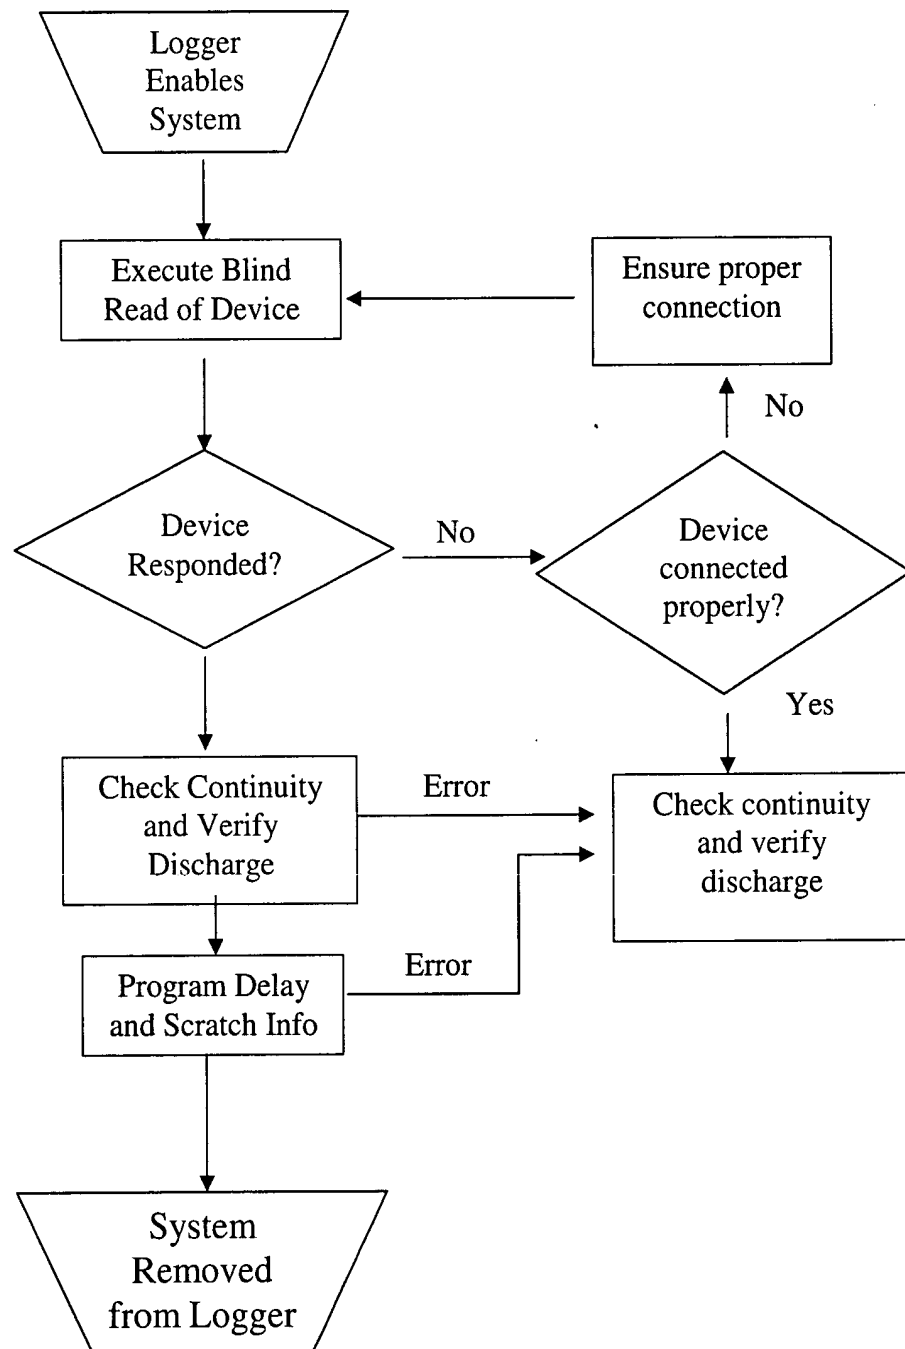 Logger
Enables
System
Execute Blind
Read of Device
Ensure proper
connection
No
Device
Responded?
No
Device
connected
properly?
Yes
Check Continuity
and Verify
Discharge
Error
Check continuity
and verify
discharge
Program Delay
and Scratch Info
Error
System
Removed
from Logger